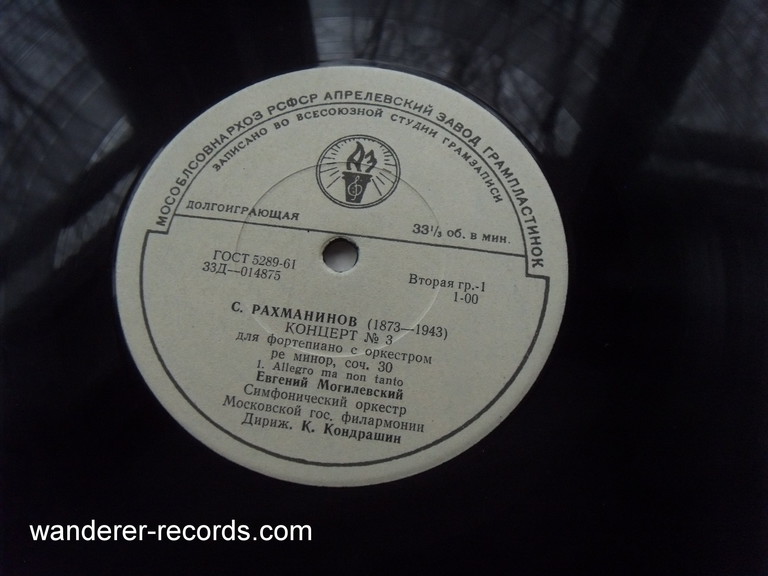 МОСОБЛСОВНАРХОЗ РСФСР АПРЕЛЕВСКИЙ ЗАВОД ГРАМПЛАСТИНОК
ЗАПИСАНО ВО ВСЕСОЮЗНОЙ СТУДИИ ГРАМЗАПИСИ
АЗ
ДОЛГОИГРАЮЩАЯ
33⅓ об. в мин.
ГОСТ 5289-61
33Д—014875
Вторая гр.-1
1-00
С. РАХМАНИНОВ (1873—1943)
КОНЦЕРТ № 3
для фортепиано с оркестром
ре минор, соч. 30
1. Allegro ma non tanto
Евгений Могилевский
Симфонический оркестр
Московской гос. филармонии
Дириж. К. Кондрашин
wanderer-records.com